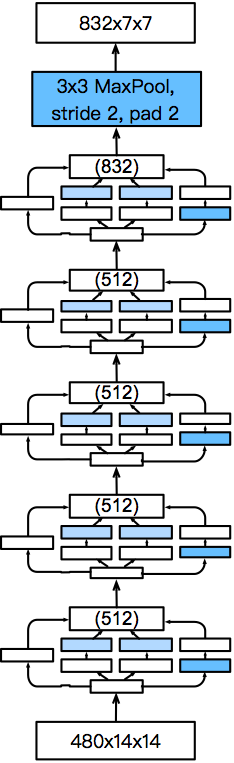 832x7x7
3x3 MaxPool,
stride 2, pad 2
(832)
(512)
(512)
(512)
(512)
480x14x14